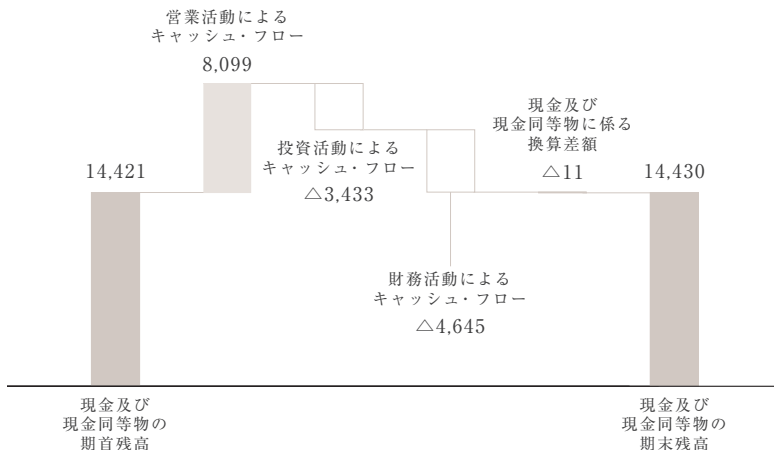 営業活動による
キャッシュ・フロー
8,099
投資活動による
キャッシュ・フロー
△3,433
現金及び
現金同等物に係る
換算差額
△11
14,421
14,430
財務活動による
キャッシュ・フロー
△4,645
現金及び
現金同等物の
期首残高
現金及び
現金同等物の
期末残高